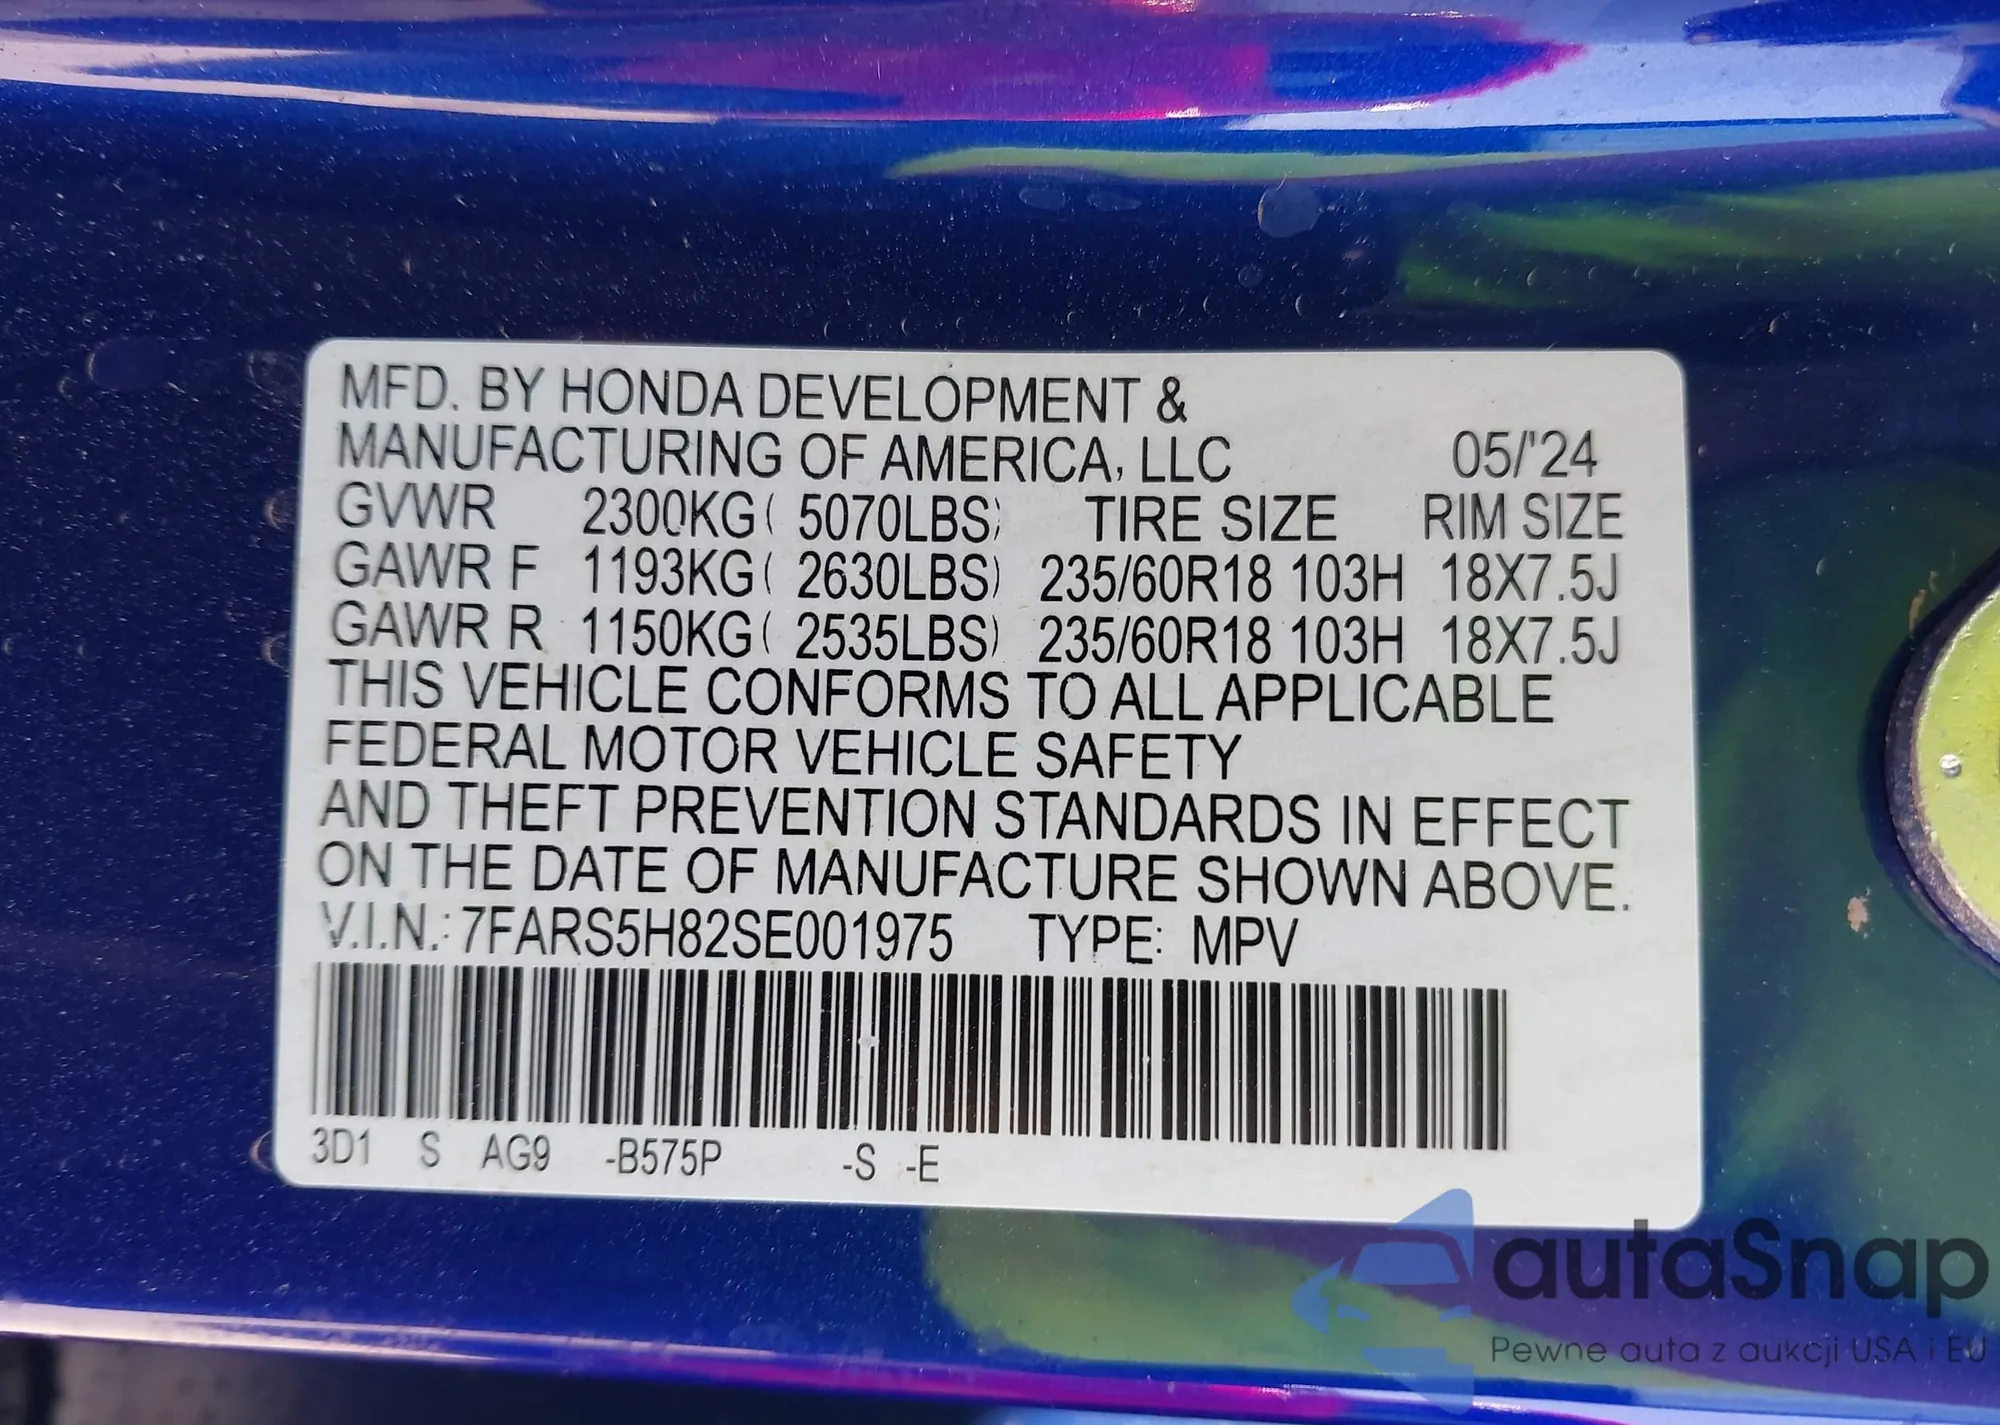 MFD. BY HONDA DEVELOPMENT &
MANUFACTURING OF AMERICA, LLC 05/'24
GVWR 2300KG( 5070LBS) TIRE SIZE RIM SIZE
GAWR F 1193KG( 2630LBS) 235/60R18 103H 18X7.5J
GAWR R 1150KG( 2535LBS) 235/60R18 103H 18X7.5J
THIS VEHICLE CONFORMS TO ALL APPLICABLE
FEDERAL MOTOR VEHICLE SAFETY
AND THEFT PREVENTION STANDARDS IN EFFECT
ON THE DATE OF MANUFACTURE SHOWN ABOVE.
V.I.N.: 7FARS5H82SE001975 TYPE: MPV
3D1 S AG9 -B575P -S -E
autaSnap
Pewne auta z aukcji USA i EU